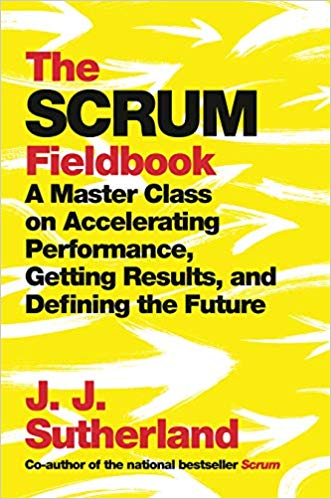 The
SCRUM
Fieldbook
A Master Class
on Accelerating
Performance,
Getting Results, and
Defining the Future
J. J.
Sutherland
Co-author of the national bestseller Scrum